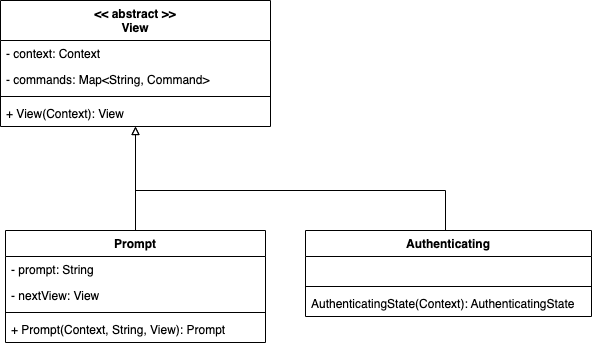 << abstract >>
View
- context: Context
- commands: Map<String, Command>
+ View(Context): View
Prompt
- prompt: String
- nextView: View
+ Prompt(Context, String, View): Prompt
Authenticating
AuthenticatingState(Context): AuthenticatingState